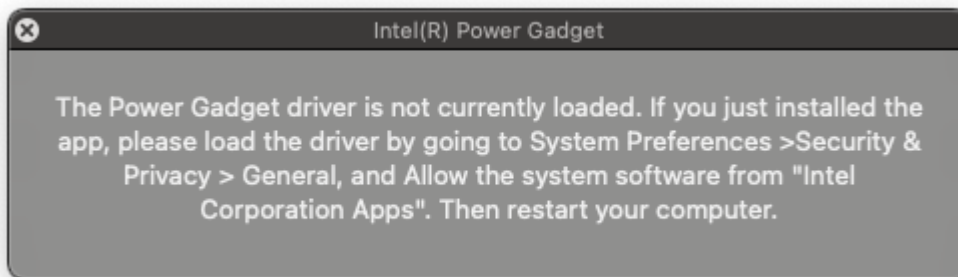 Intel(R) Power Gadget
The Power Gadget driver is not currently loaded. If you just installed the
app, please load the driver by going to System Preferences >Security &
Privacy > General, and Allow the system software from "Intel
Corporation Apps". Then restart your computer.